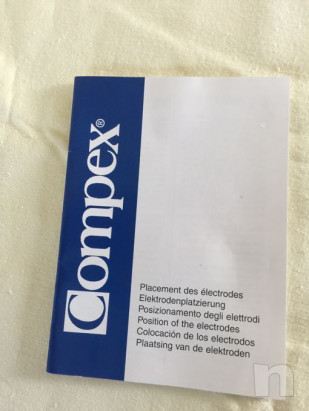 Compex®
Placement des électrodes
Elektrodenplatzierung
Posizionamento degli elettrodi
Position of the electrodes
Colocación de los electrodos
Plaatsing van de elektroden
n